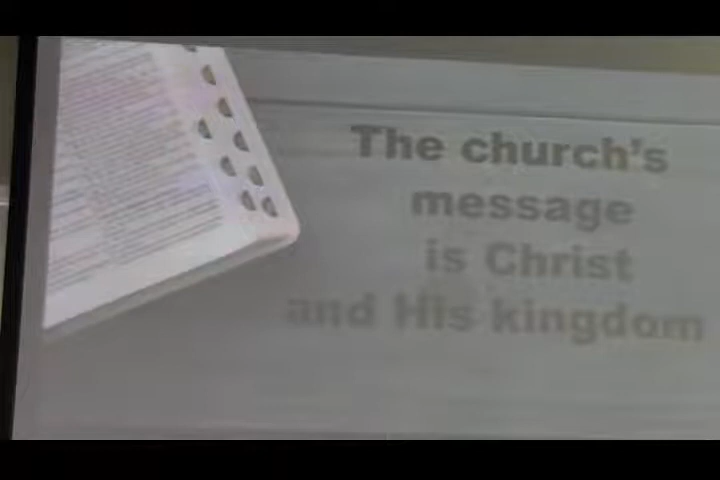 The church's
message
is Christ
and His kingdom